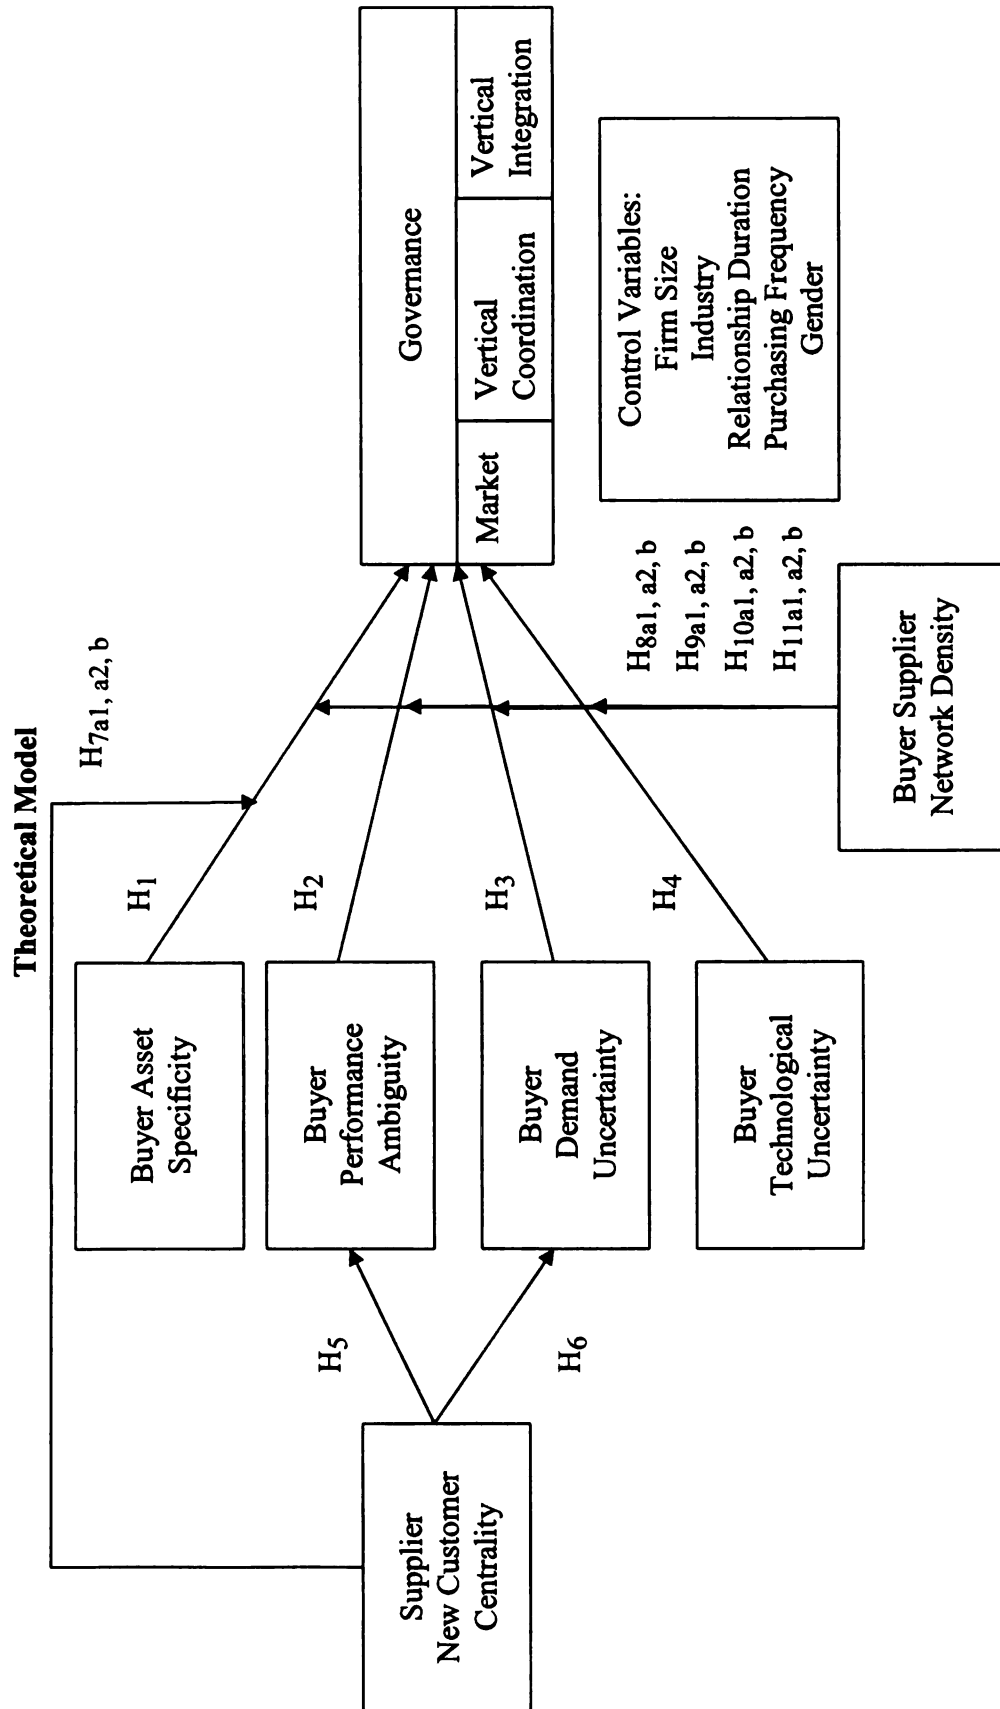 Theoretical Model
H7a1, a2, b
Buyer Asset
Specificity
H1
Buyer
Performance
Ambiguity
H2
Buyer
Demand
Uncertainty
H3
Buyer
Technological
Uncertainty
H4
Supplier
New Customer
Centrality
H5
H6
Governance
Market
Vertical
Coordination
Vertical
Integration
H8a1, a2, b
H9a1, a2, b
H10a1, a2, b
H11a1, a2, b
Control Variables:
Firm Size
Industry
Relationship Duration
Purchasing Frequency
Gender
Buyer Supplier
Network Density